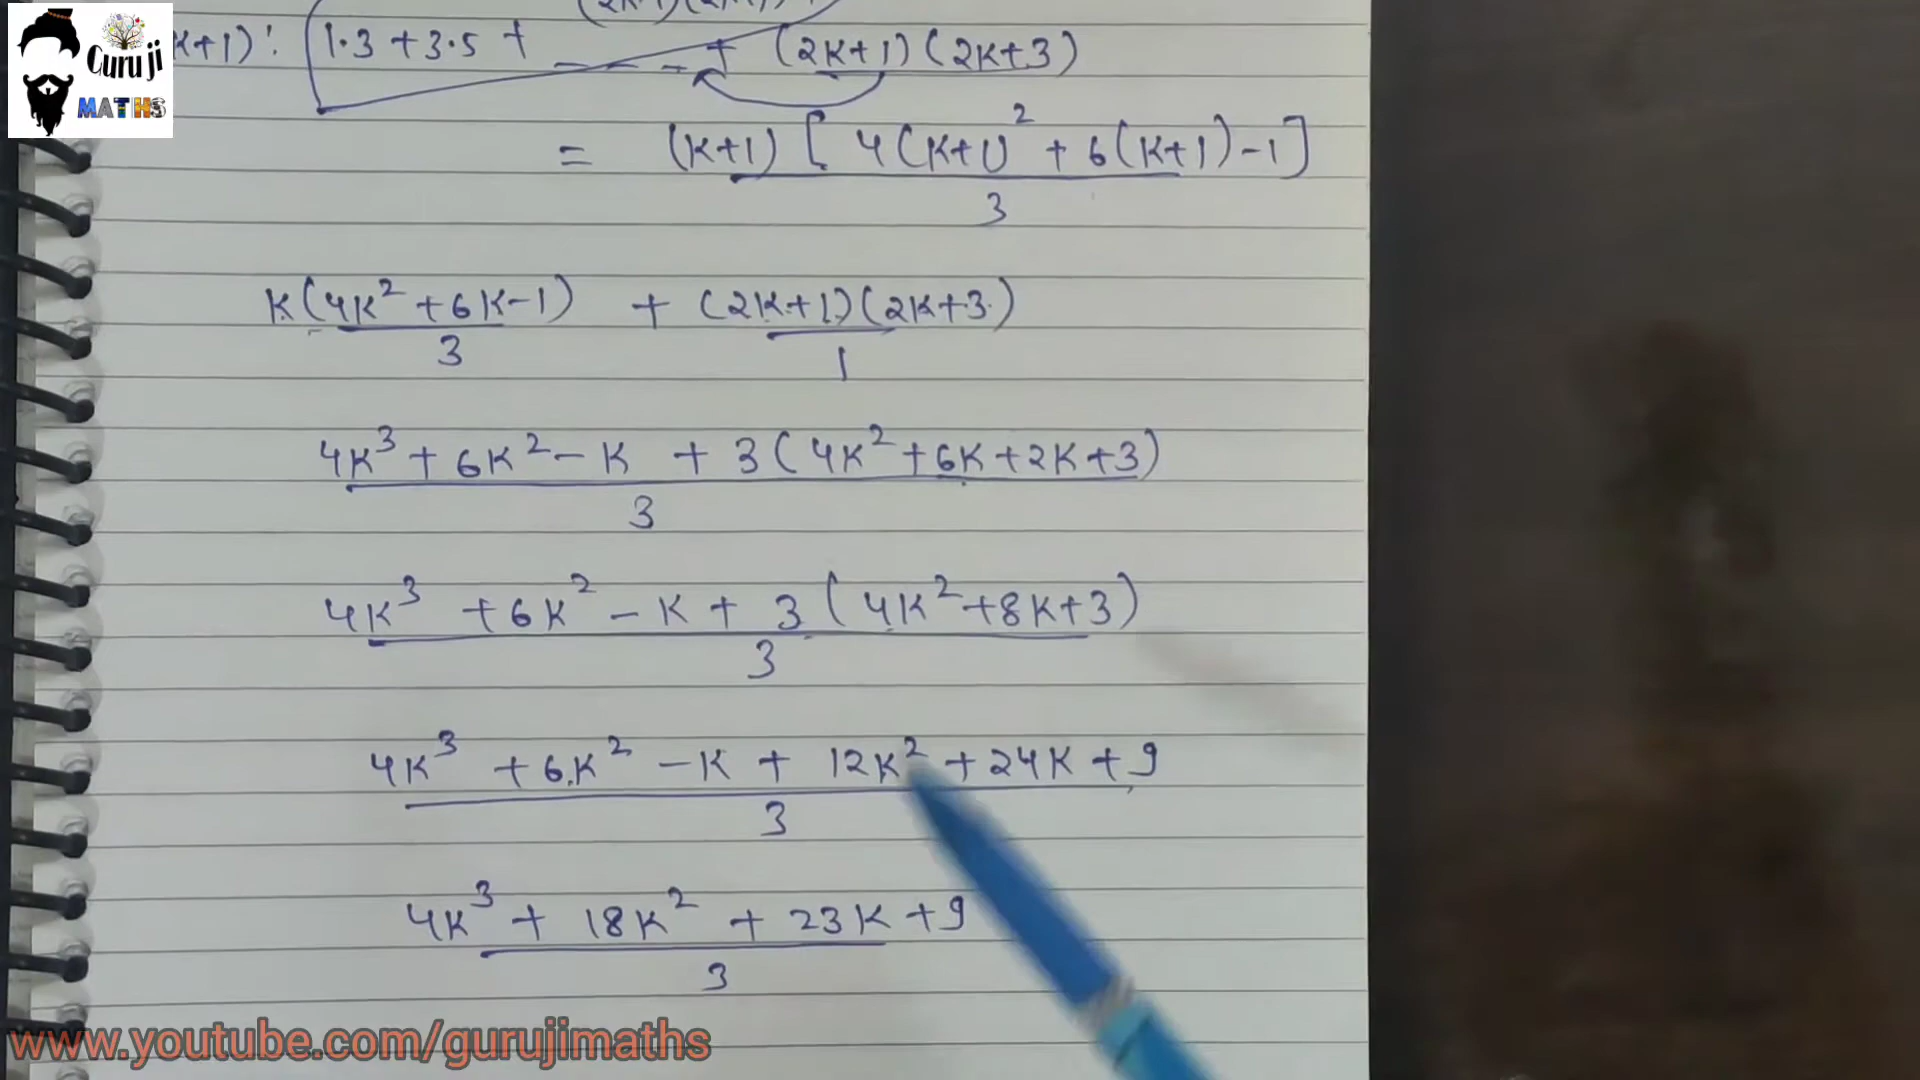 Guruji
MATHS
k+1) : 1·3 + 3·5 + _ _ _ + (2k+1)(2k+3)
= (k+1) [ 4(k+1)² + 6(k+1) - 1 ]
3
k(4k² + 6k - 1) + (2k+1)(2k+3)
3 1
4k³ + 6k² - k + 3(4k² + 6k + 2k + 3)
3
4k³ + 6k² - k + 3(4k² + 8k + 3)
3
4k³ + 6k² - k + 12k² + 24k + 9
3
4k³ + 18k² + 23k + 9
3
www.youtube.com/gurujimaths